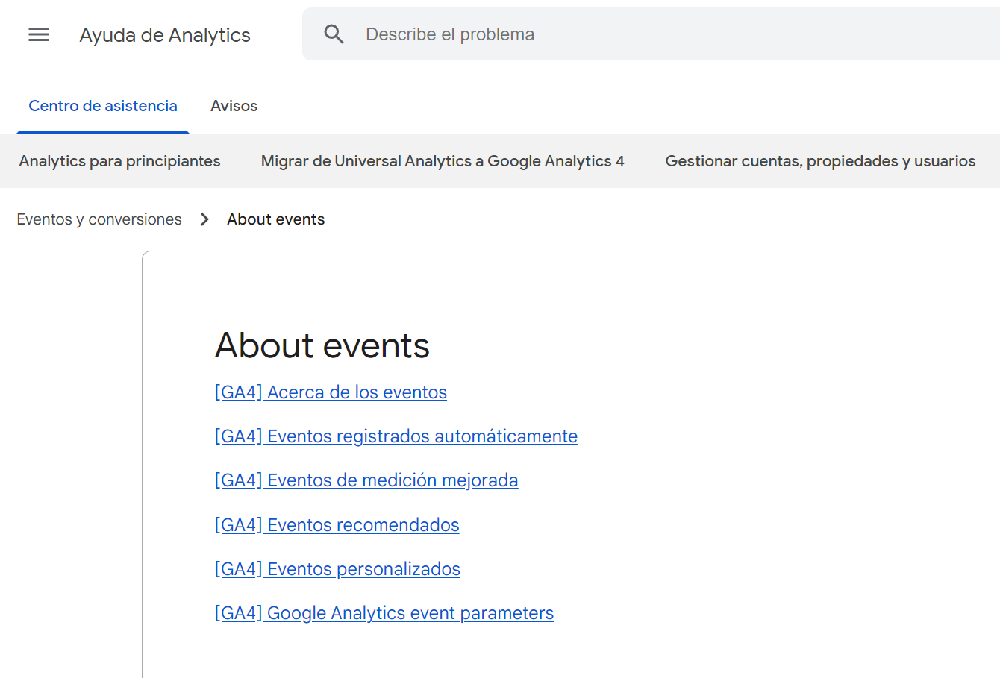 Ayuda de Analytics
Describe el problema
Centro de asistencia
Avisos
Analytics para principiantes
Migrar de Universal Analytics a Google Analytics 4
Gestionar cuentas, propiedades y usuarios
Eventos y conversiones
About events
About events
[GA4] Acerca de los eventos
[GA4] Eventos registrados automáticamente
[GA4] Eventos de medición mejorada
[GA4] Eventos recomendados
[GA4] Eventos personalizados
[GA4] Google Analytics event parameters